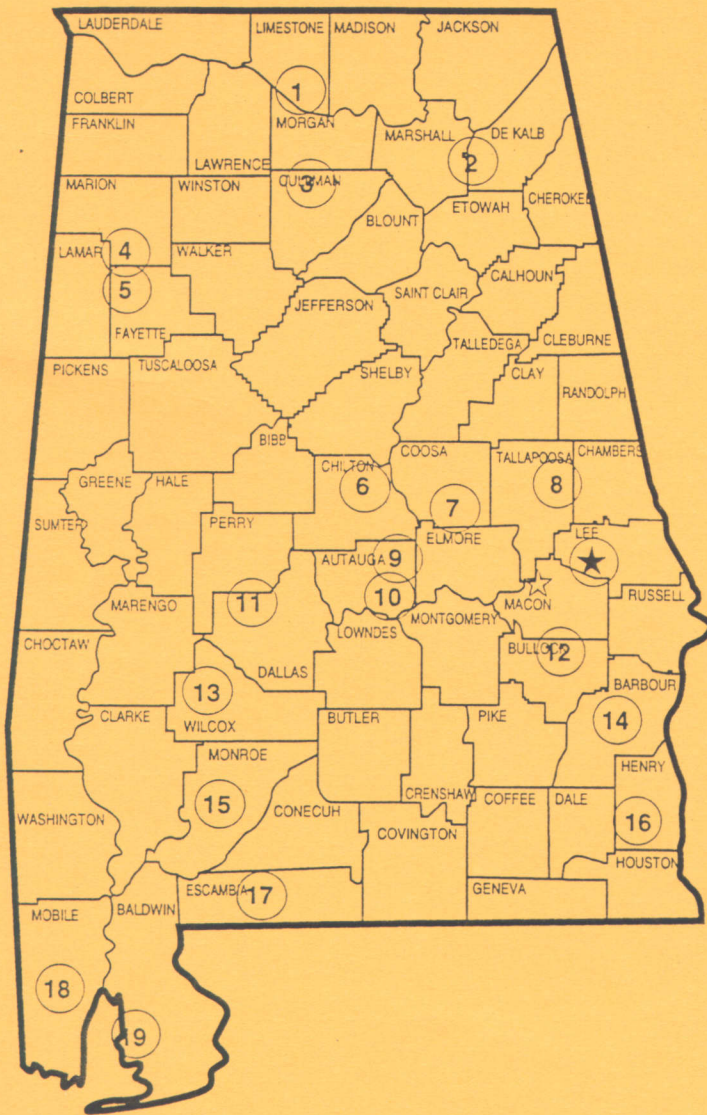 LAUDERDALE
LIMESTONE
MADISON
JACKSON
COLBERT
1
FRANKLIN
MORGAN
MARSHALL
DE KALB
LAWRENCE
2
MARION
WINSTON
CULLMAN
3
CHEROKEE
BLOUNT
ETOWAH
LAMAR
4
WALKER
5
SAINT CLAIR
CALHOUN
JEFFERSON
FAYETTE
TALLEDEGA
CLEBURNE
PICKENS
TUSCALOOSA
SHELBY
CLAY
RANDOLPH
BIBB
COOSA
TALLAPOOSA
CHAMBERS
GREENE
HALE
CHILTON
6
7
8
SUMTER
PERRY
ELMORE
LEE
AUTAUGA
9
MARENGO
11
10
MACON
RUSSELL
LOWNDES
MONTGOMERY
CHOCTAW
DALLAS
BULLOCK
12
13
BARBOUR
CLARKE
WILCOX
BUTLER
PIKE
14
MONROE
HENRY
15
CONECUH
CRENSHAW
COFFEE
DALE
WASHINGTON
COVINGTON
16
HOUSTON
ESCAMBIA
17
GENEVA
MOBILE
BALDWIN
18
19